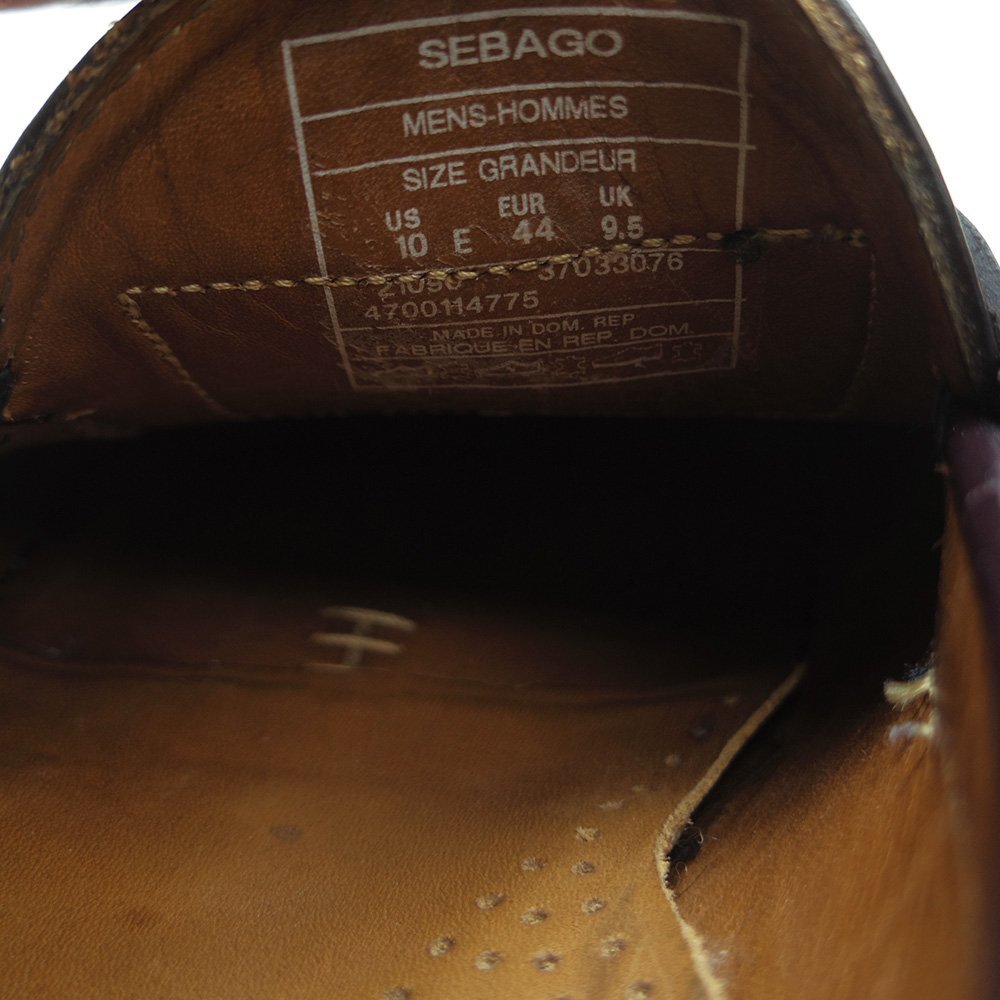 SEBAGO
MENS-HOMMES
SIZE GRANDEUR
US EUR UK
10 E 44 9.5
37033076
4700114775
MADE IN DOM. REP
FABRIQUE EN REP. DOM.